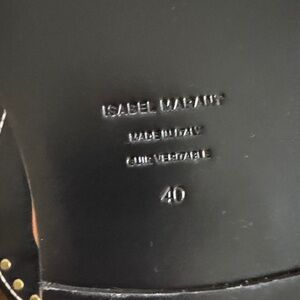 ISABEL MARANT
MADE IN ITALY
CUIR VERITABLE
40